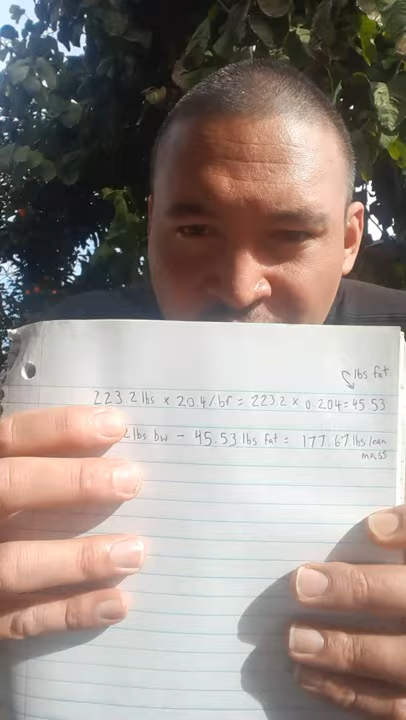 lbs fat
223.2 lbs x 20.4% bf = 223.2 x 0.204 = 45.53
2 lbs bw - 45.53 lbs fat = 177.67 lbs lean
mass